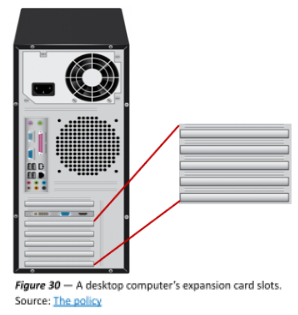 Figure 30 — A desktop computer's expansion card slots.
Source: The policy